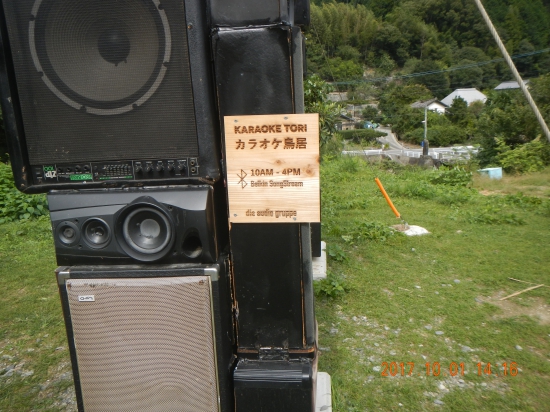 KARAOKE TORI
カラオケ鳥居
10AM - 4PM
Belkin SongStream
die audio gruppe
2017.10.01 14:16